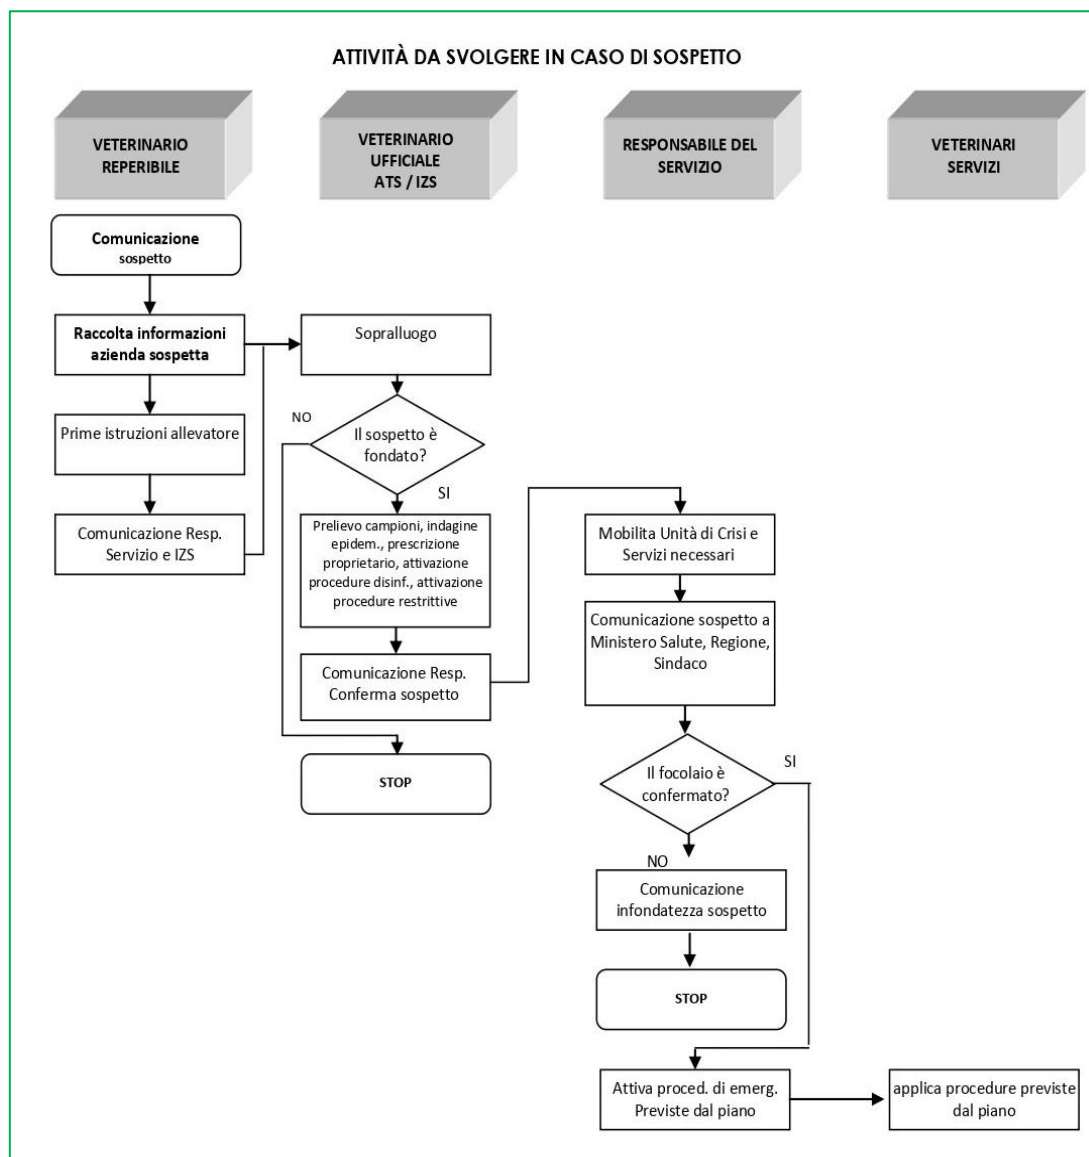 ATTIVITÀ DA SVOLGERE IN CASO DI SOSPETTO
VETERINARIO
REPERIBILE
VETERINARIO
UFFICIALE
ATS / IZS
RESPONSABILE DEL
SERVIZIO
VETERINARI
SERVIZI
Comunicazione
sospetto
Raccolta informazioni
azienda sospetta
Sopralluogo
Prime istruzioni allevatore
NO
Il sospetto è
fondato?
SI
Comunicazione Resp.
Servizio e IZS
Prelievo campioni, indagine
epidem., prescrizione
proprietario, attivazione
procedure disinf., attivazione
procedure restrittive
Mobilita Unità di Crisi e
Servizi necessari
Comunicazione sospetto a
Ministero Salute, Regione,
Sindaco
Comunicazione Resp.
Conferma sospetto
STOP
Il focolaio è
confermato?
SI
NO
Comunicazione
infondatezza sospetto
STOP
Attiva proced. di emerg.
Previste dal piano
applica procedure previste
dal piano